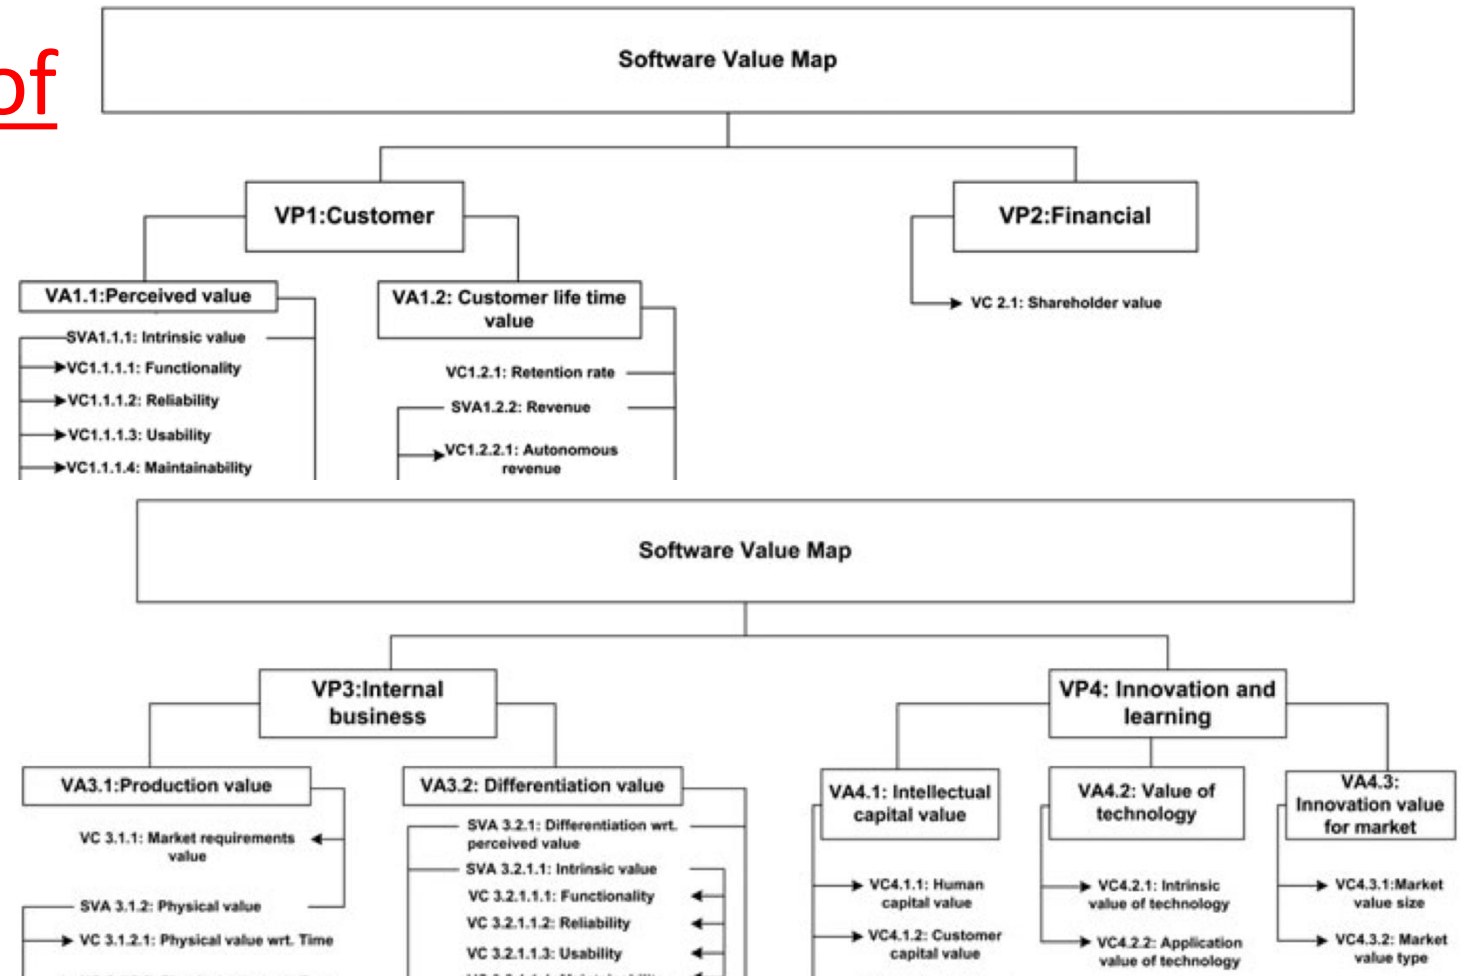 of
Software Value Map
VP1:Customer
VP2:Financial
VA1.1:Perceived value
SVA1.1.1: Intrinsic value
VC1.1.1.1: Functionality
VC1.1.1.2: Reliability
VC1.1.1.3: Usability
VC1.1.1.4: Maintainability
VA1.2: Customer life time
value
VC1.2.1: Retention rate
SVA1.2.2: Revenue
VC1.2.2.1: Autonomous
revenue
VC 2.1: Shareholder value
Software Value Map
VP3:Internal
business
VP4: Innovation and
learning
VA3.1:Production value
VC 3.1.1: Market requirements
value
SVA 3.1.2: Physical value
VC 3.1.2.1: Physical value wrt. Time
VA3.2: Differentiation value
SVA 3.2.1: Differentiation wrt.
perceived value
SVA 3.2.1.1: Intrinsic value
VC 3.2.1.1.1: Functionality
VC 3.2.1.1.2: Reliability
VC 3.2.1.1.3: Usability
VA4.1: Intellectual
capital value
VC4.1.1: Human
capital value
VC4.1.2: Customer
capital value
VA4.2: Value of
technology
VC4.2.1: Intrinsic
value of technology
VC4.2.2: Application
value of technology
VA4.3:
Innovation value
for market
VC4.3.1:Market
value size
VC4.3.2: Market
value type